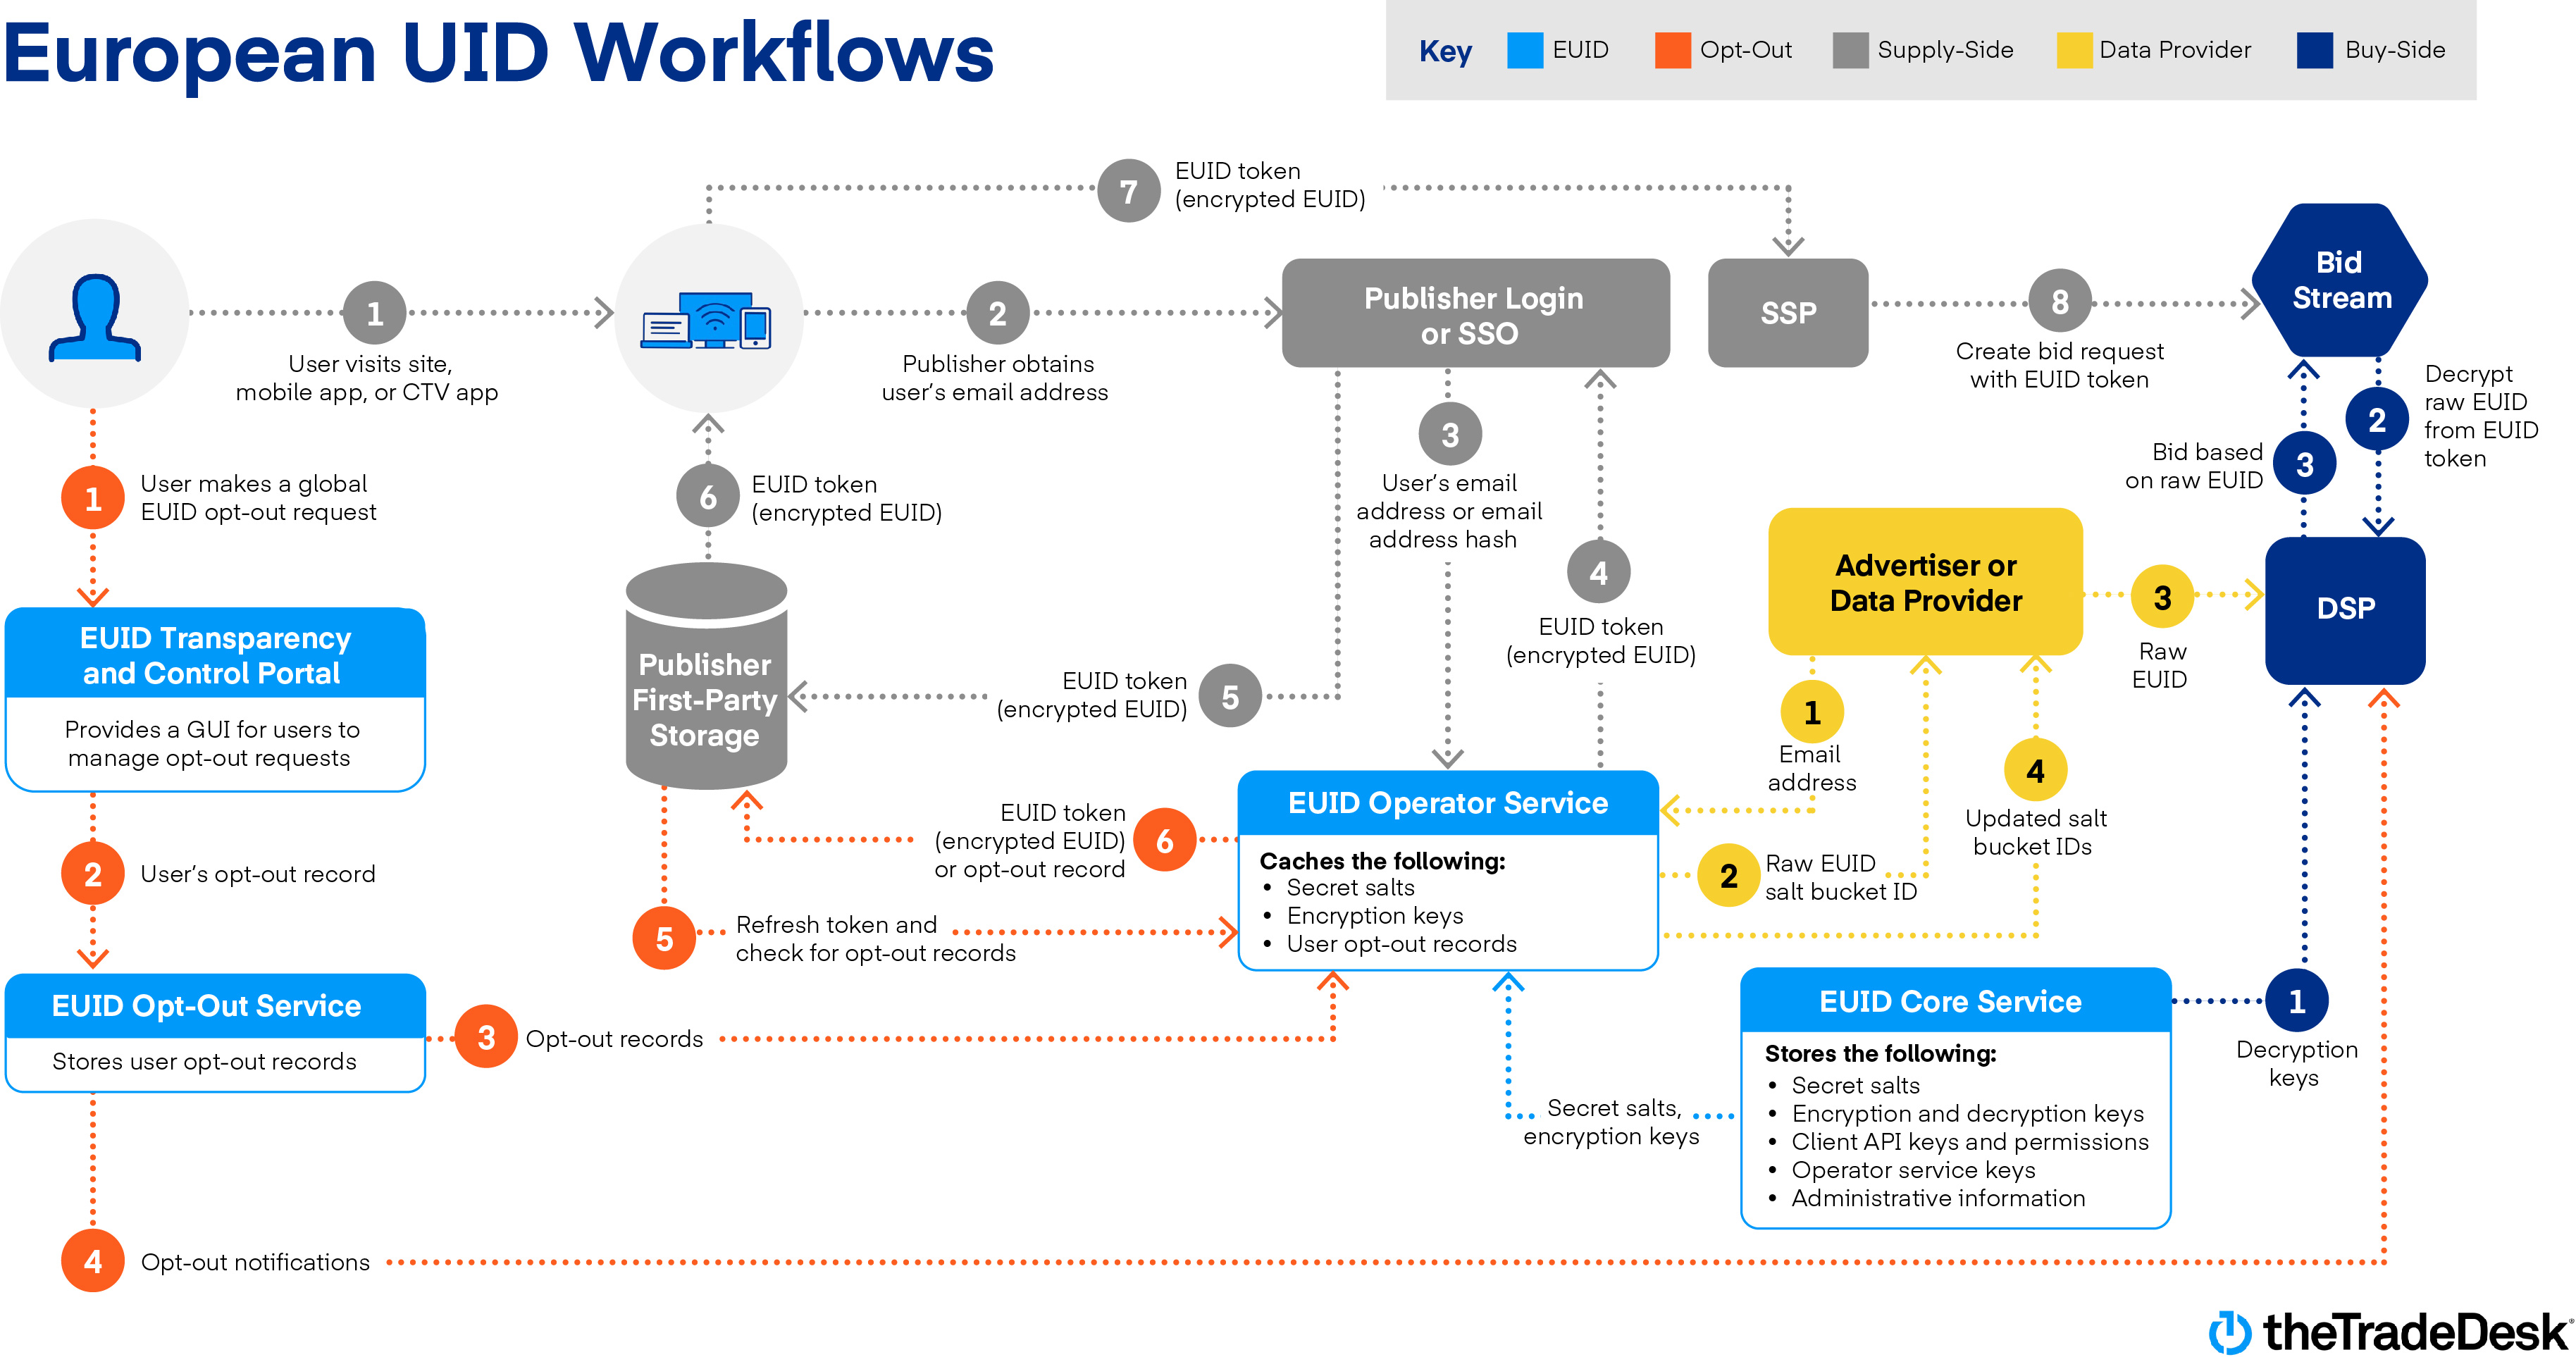 European UID Workflows
Key
EUID
Opt-Out
Supply-Side
Data Provider
Buy-Side
7
EUID token
(encrypted EUID)
1
User visits site,
mobile app, or CTV app
2
Publisher obtains
user's email address
Publisher Login
or SSO
SSP
8
Create bid request
with EUID token
Bid
Stream
1
User makes a global
EUID opt-out request
6
EUID token
(encrypted EUID)
3
User's email
address or email
address hash
4
EUID token
(encrypted EUID)
3
Bid based
on raw EUID
2
Decrypt
raw EUID
from EUID
token
Advertiser or
Data Provider
3
Raw
EUID
DSP
EUID Transparency
and Control Portal
Provides a GUI for users to
manage opt-out requests
Publisher
First-Party
Storage
EUID token
(encrypted EUID)
5
1
Email
address
4
Updated salt
bucket IDs
2
User's opt-out record
EUID token
(encrypted EUID)
or opt-out record
6
5
Refresh token and
check for opt-out records
EUID Operator Service
Caches the following:
• Secret salts
• Encryption keys
• User opt-out records
2
Raw EUID
salt bucket ID
EUID Opt-Out Service
Stores user opt-out records
3
Opt-out records
Secret salts,
encryption keys
EUID Core Service
Stores the following:
• Secret salts
• Encryption and decryption keys
• Client API keys and permissions
• Operator service keys
• Administrative information
1
Decryption
keys
4
Opt-out notifications
theTradeDesk®